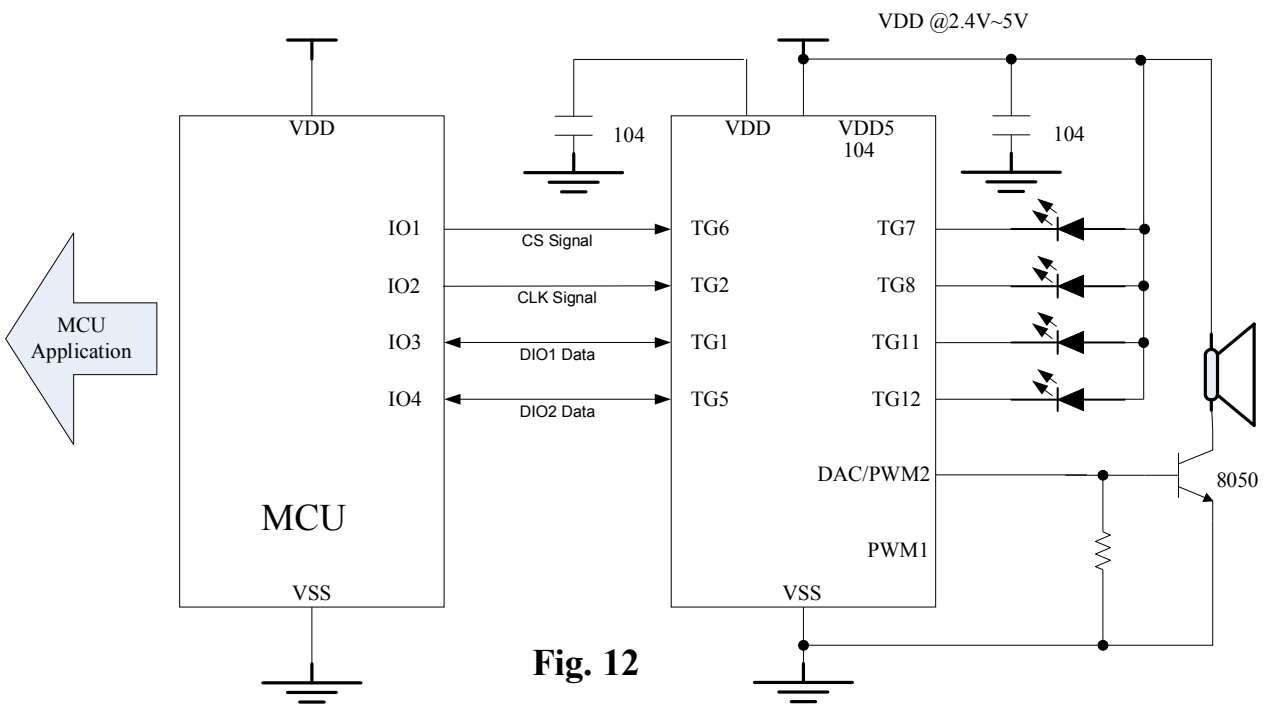 VDD @2.4V~5V
VDD
104
VDD
VDD5
104
104
IO1
CS Signal
TG6
TG7
IO2
CLK Signal
TG2
TG8
MCU
Application
IO3
DIO1 Data
TG1
TG11
IO4
DIO2 Data
TG5
TG12
DAC/PWM2
8050
MCU
PWM1
VSS
VSS
Fig. 12